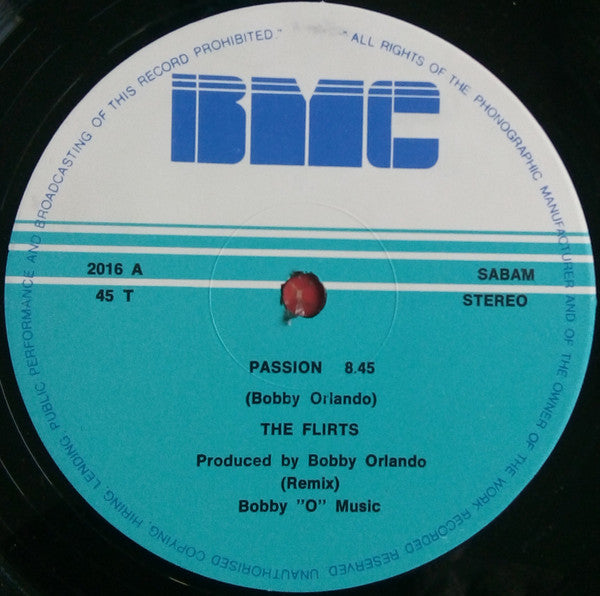 "ALL RIGHTS OF THE PHONOGRAPHIC MANUFACTURER AND OF THE OWNER OF THE WORK RECORDED RESERVED. UNAUTHORISED COPYING, HIRING, LENDING, PUBLIC PERFORMANCE AND BROADCASTING OF THIS RECORD PROHIBITED."
BMC
2016 A
SABAM
45 T
STEREO
PASSION 8.45
(Bobby Orlando)
THE FLIRTS
Produced by Bobby Orlando
(Remix)
Bobby "O" Music